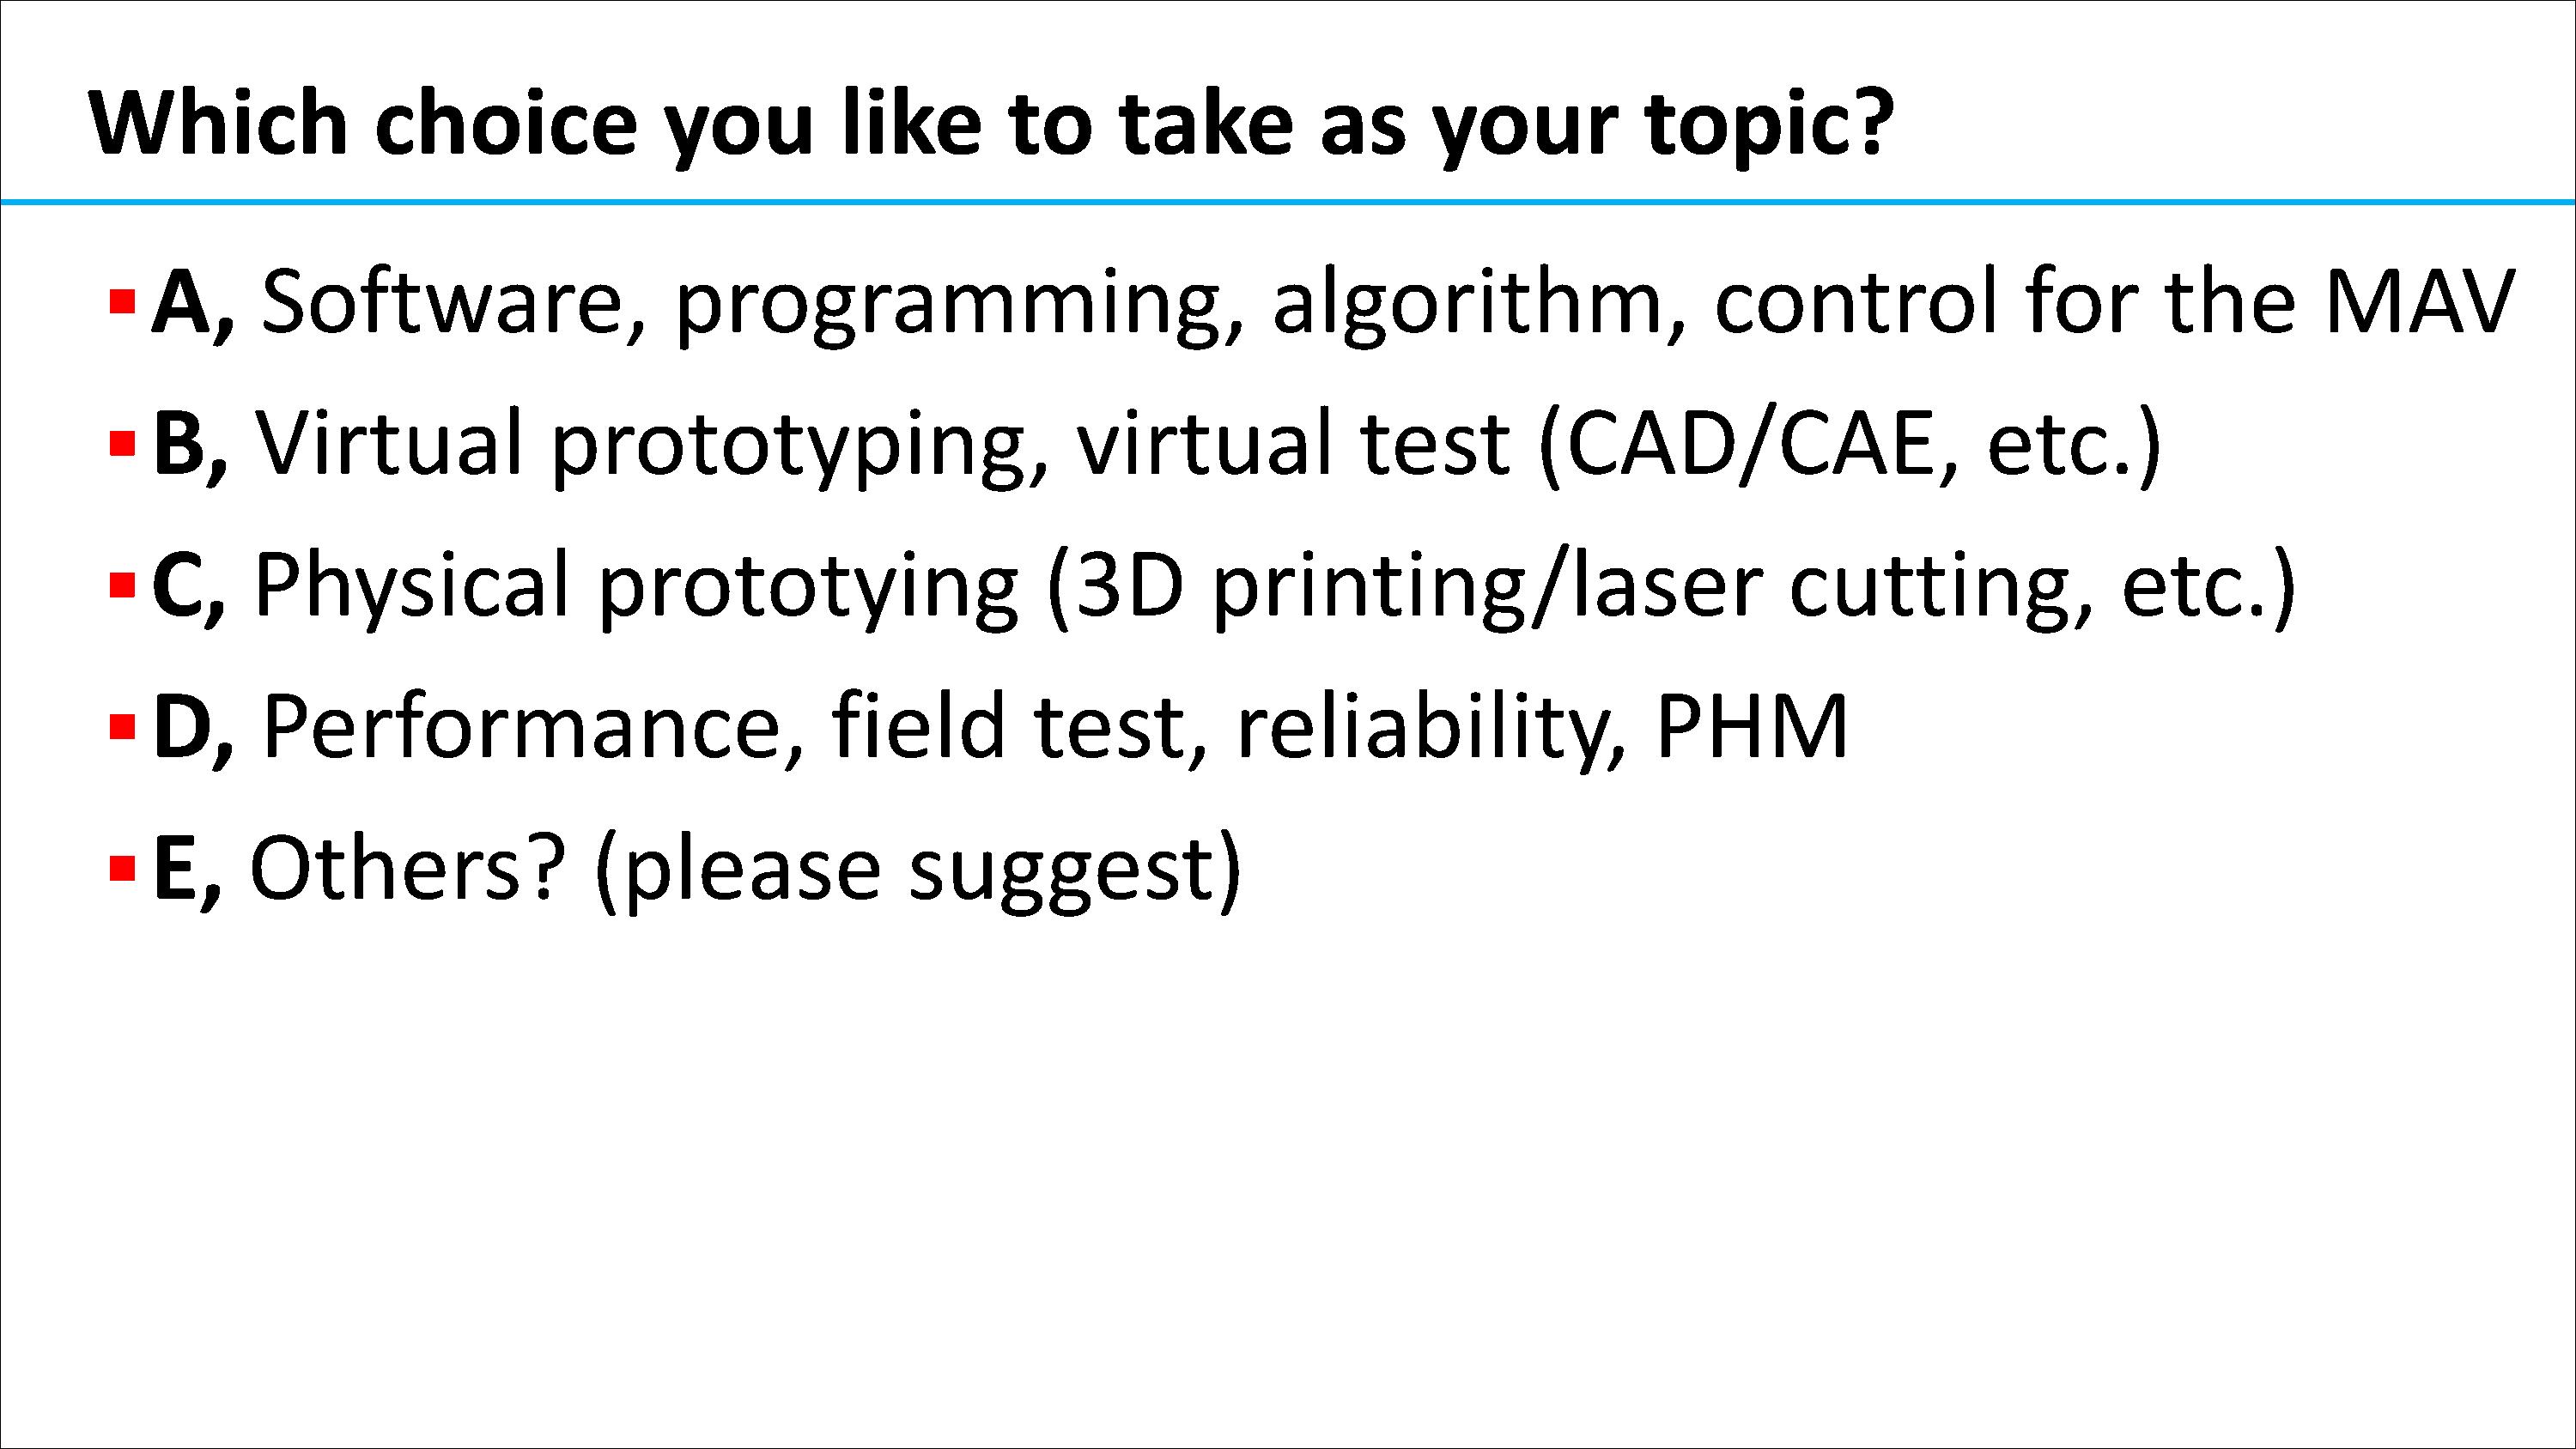 Which choice you like to take as your topic?
▪ A, Software, programming, algorithm, control for the MAV
▪ B, Virtual prototyping, virtual test (CAD/CAE, etc.)
▪ C, Physical prototying (3D printing/laser cutting, etc.)
▪ D, Performance, field test, reliability, PHM
▪ E, Others? (please suggest)